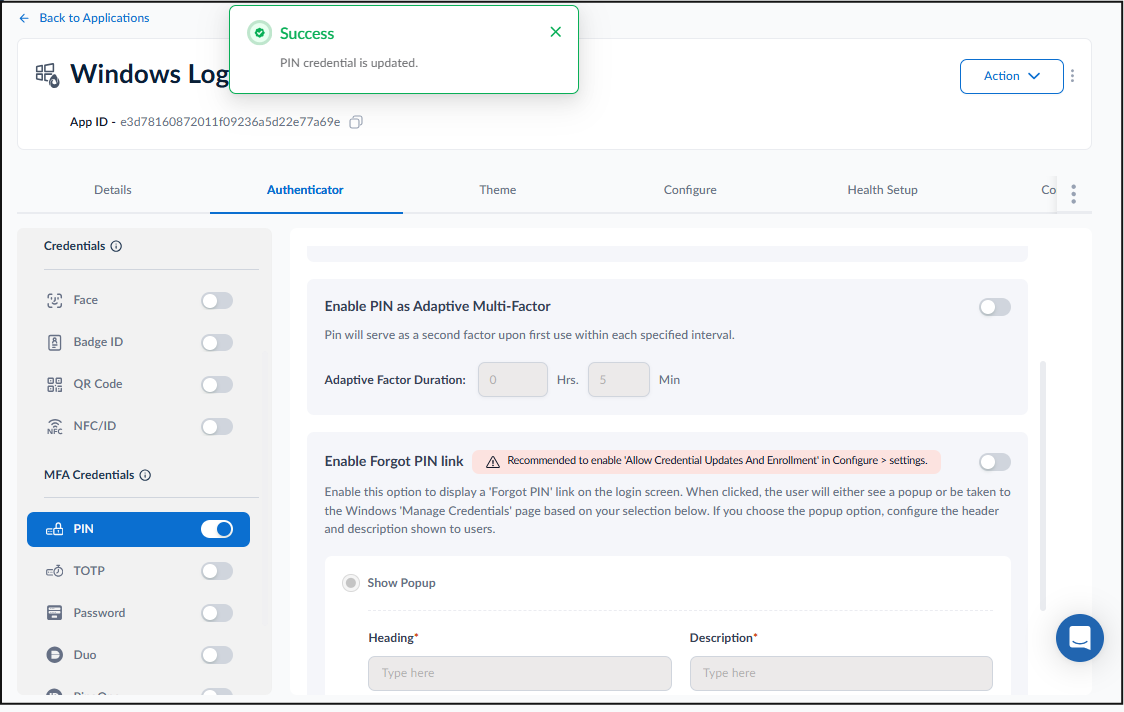 Back to Applications
Success
PIN credential is updated.
Windows Log
Action
App ID - e3d78160872011f09236a5d22e77a69e
Details
Authenticator
Theme
Configure
Health Setup
Co
Credentials
Face
Badge ID
QR Code
NFC
NFC/ID
MFA Credentials
PIN
TOTP
Password
Duo
Enable PIN as Adaptive Multi-Factor
Pin will serve as a second factor upon first use within each specified interval.
Adaptive Factor Duration: 0 Hrs. 5 Min
Enable Forgot PIN link
Recommended to enable 'Allow Credential Updates And Enrollment' in Configure > settings.
Enable this option to display a 'Forgot PIN' link on the login screen. When clicked, the user will either see a popup or be taken to
the Windows 'Manage Credentials' page based on your selection below. If you choose the popup option, configure the header
and description shown to users.
Show Popup
Heading*
Description*
Type here
Type here